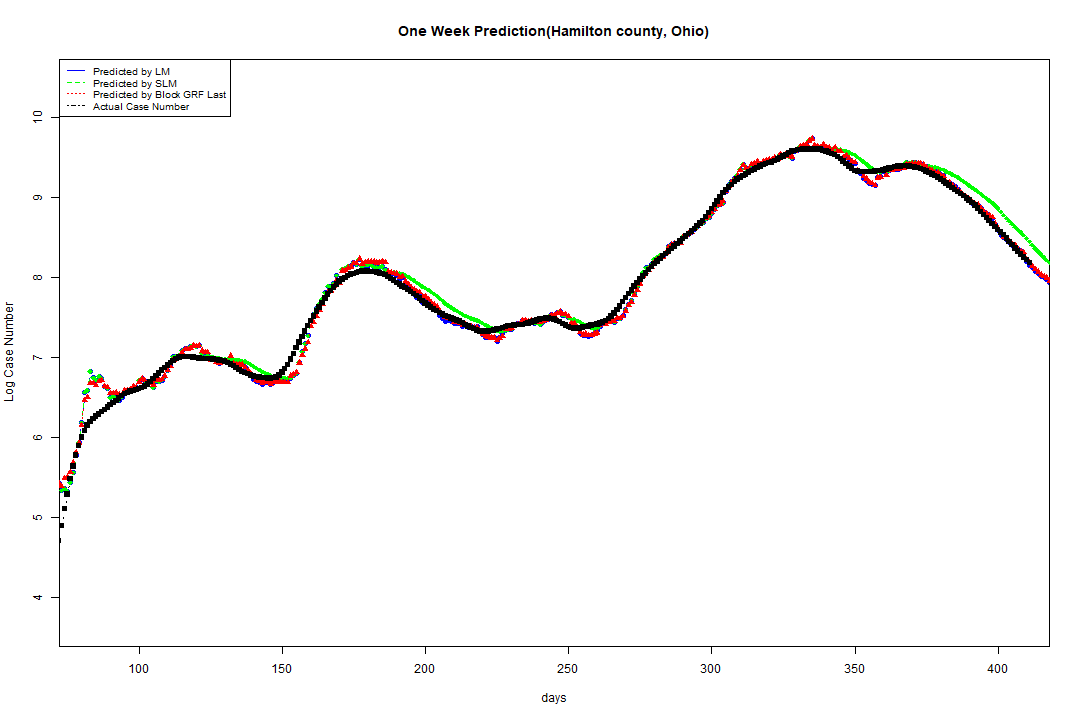 One Week Prediction(Hamilton county, Ohio)
Predicted by LM
Predicted by SLM
Predicted by Block GRF Last
Actual Case Number
10
9
8
7
6
5
4
Log Case Number
100 150 200 250 300 350 400
days